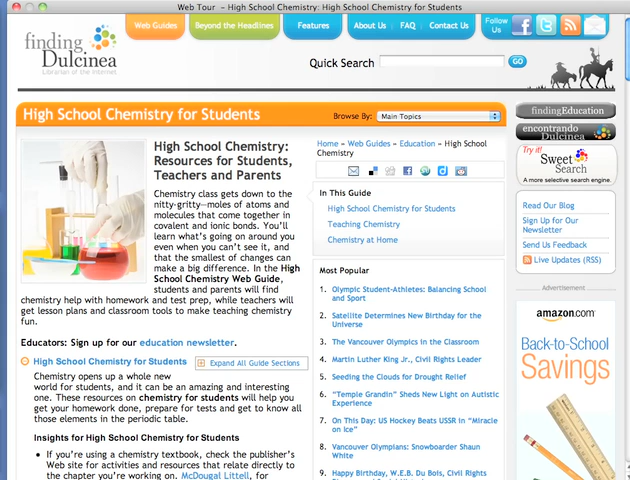 Web Tour – High School Chemistry: High School Chemistry for Students
Web Guides
Beyond the Headlines
Features
About Us
FAQ
Contact Us
Follow Us
finding
Dulcinea
Librarian of the Internet
Quick Search
GO
High School Chemistry for Students
Browse By:
Main Topics
High School Chemistry:
Resources for Students,
Teachers and Parents
Chemistry class gets down to the
nitty-gritty—moles of atoms and
molecules that come together in
covalent and ionic bonds. You'll
learn what's going on around you
even when you can't see it, and
that the smallest of changes can
make a big difference. In the High
School Chemistry Web Guide,
students and parents will find
chemistry help with homework and test prep, while teachers will
get lesson plans and classroom tools to make teaching chemistry
fun.
Educators: Sign up for our education newsletter.
High School Chemistry for Students
Expand All Guide Sections
Chemistry opens up a whole new
world for students, and it can be an amazing and interesting
one. These resources on chemistry for students will help you
get your homework done, prepare for tests and get to know all
those elements in the periodic table.
Insights for High School Chemistry for Students
• If you're using a chemistry textbook, check the publisher's
Web site for activities and resources that relate directly to
the chapter you're working on. McDougal Littell, for
Home – Web Guides – Education – High School
Chemistry
In This Guide
High School Chemistry for Students
Teaching Chemistry
Chemistry at Home
Most Popular
1. Olympic Student-Athletes: Balancing School
and Sport
2. Satellite Determines New Birthday for the
Universe
3. The Vancouver Olympics in the Classroom
4. Martin Luther King Jr., Civil Rights Leader
5. Seeding the Clouds for Drought Relief
6. "Temple Grandin" Sheds New Light on Autistic
Experience
7. On This Day: US Hockey Beats USSR in "Miracle
on Ice"
8. Vancouver Olympians: Snowboarder Shaun
White
9. Happy Birthday, W.E.B. Du Bois, Civil Rights
findingEducation
encontrando
Dulcinea
Try it!
Sweet
Search
A more selective search engine.
Read Our Blog
Sign Up for Our
Newsletter
Send Us Feedback
Live Updates (RSS)
Advertisement
amazon.com
Back-to-School
Savings